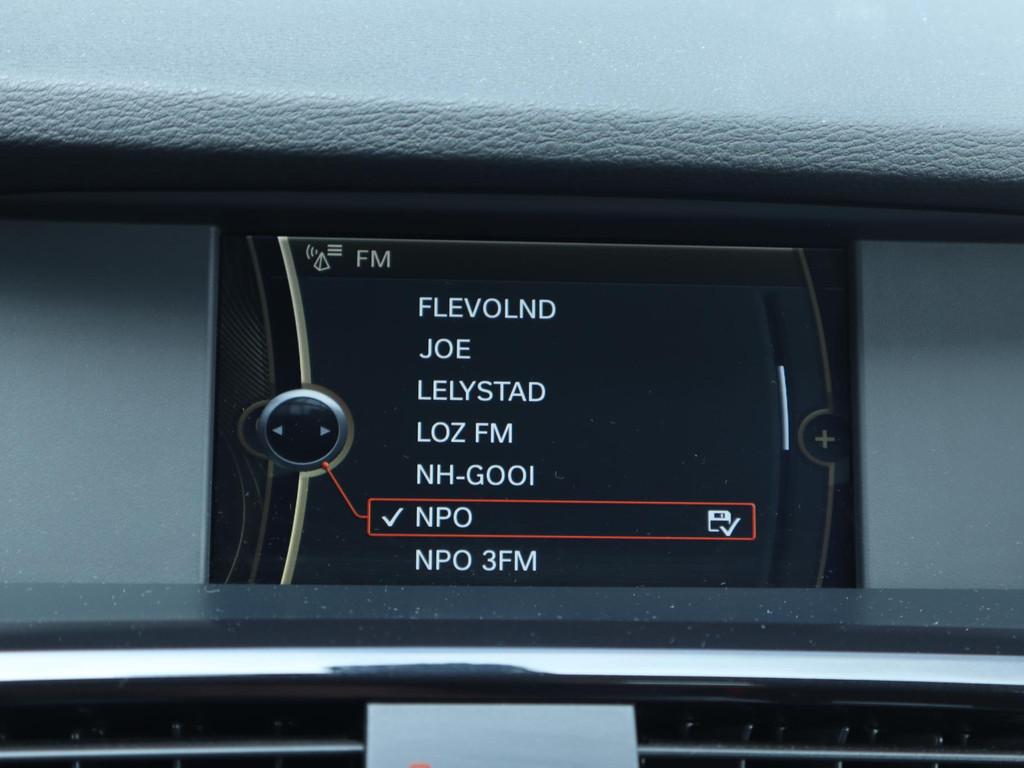 FM
FLEVOLND
JOE
LELYSTAD
LOZ FM
NH-GOOI
NPO
NPO 3FM